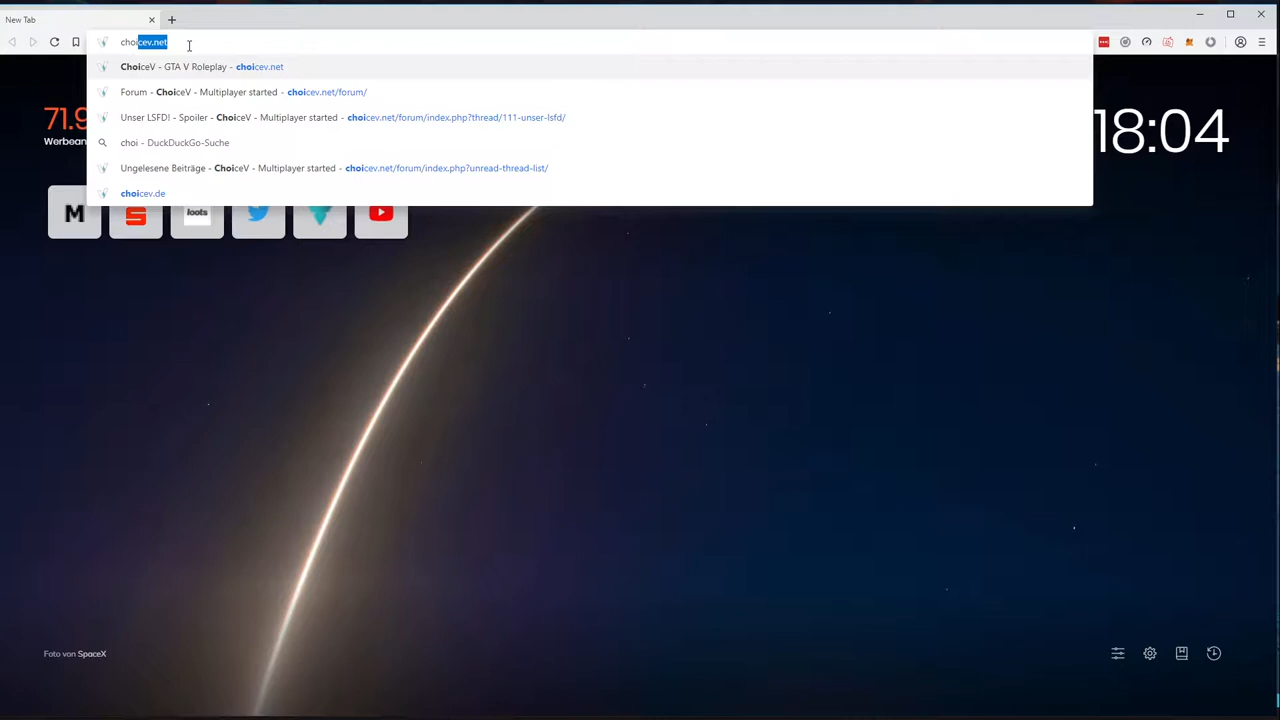 New Tab
choicev.net
ChoiceV - GTA V Roleplay - choicev.net
Forum - ChoiceV - Multiplayer started - choicev.net/forum/
Unser LSFD! - Spoiler - ChoiceV - Multiplayer started - choicev.net/forum/index.php?thread/111-unser-lsfd/
choi - DuckDuckGo-Suche
Ungelesene Beiträge - ChoiceV - Multiplayer started - choicev.net/forum/index.php?unread-thread-list/
choicev.de
71.9
Werbean
18:04
M
loots
Foto von SpaceX